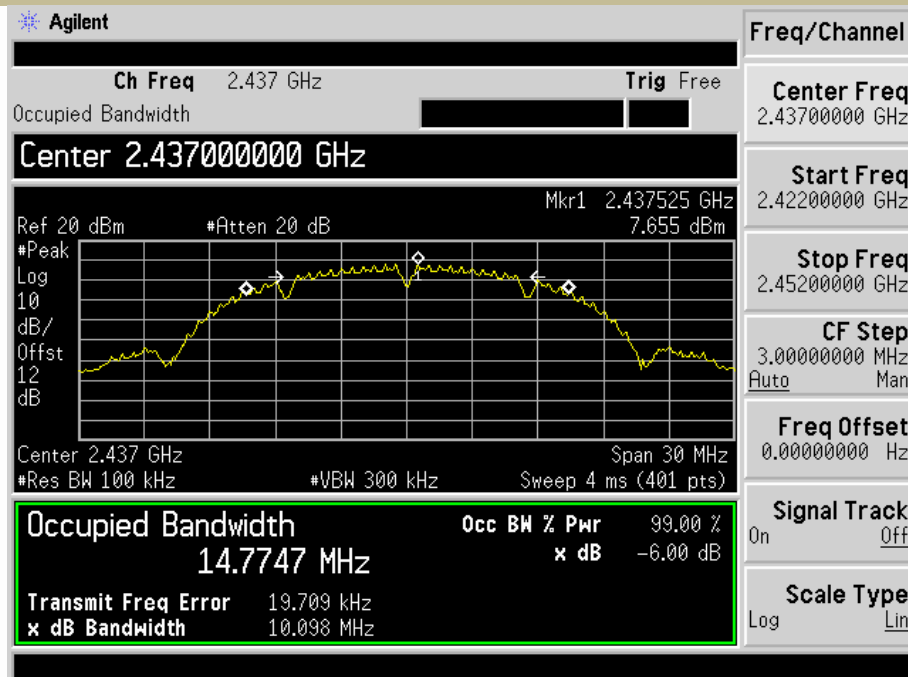 Agilent
Ch Freq 2.437 GHz Trig Free
Occupied Bandwidth
Center 2.437000000 GHz
Mkr1 2.437525 GHz
Ref 20 dBm #Atten 20 dB 7.655 dBm
#Peak
Log
10
dB/
Offst
12
dB
1
Center 2.437 GHz Span 30 MHz
#Res BW 100 kHz #VBW 300 kHz Sweep 4 ms (401 pts)
Occupied Bandwidth Occ BW % Pwr 99.00 %
14.7747 MHz x dB -6.00 dB
Transmit Freq Error 19.709 kHz
x dB Bandwidth 10.098 MHz
Freq/Channel
Center Freq
2.43700000 GHz
Start Freq
2.42200000 GHz
Stop Freq
2.45200000 GHz
CF Step
3.00000000 MHz
Auto Man
Freq Offset
0.00000000 Hz
Signal Track
On Off
Scale Type
Log Lin